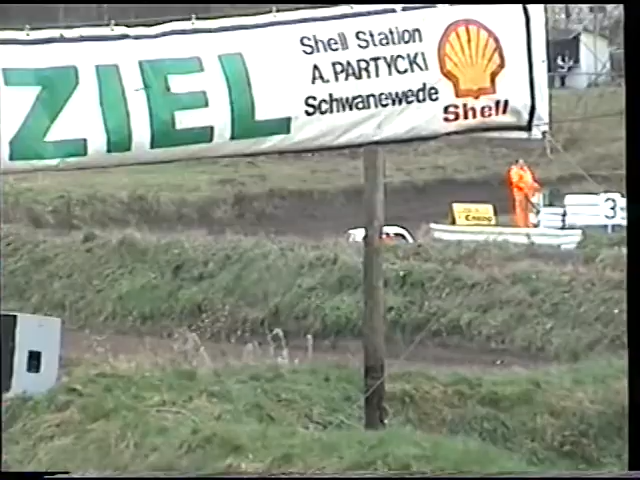 ZIEL
Shell Station
A. PARTYCKI
Schwanewede
Shell
3